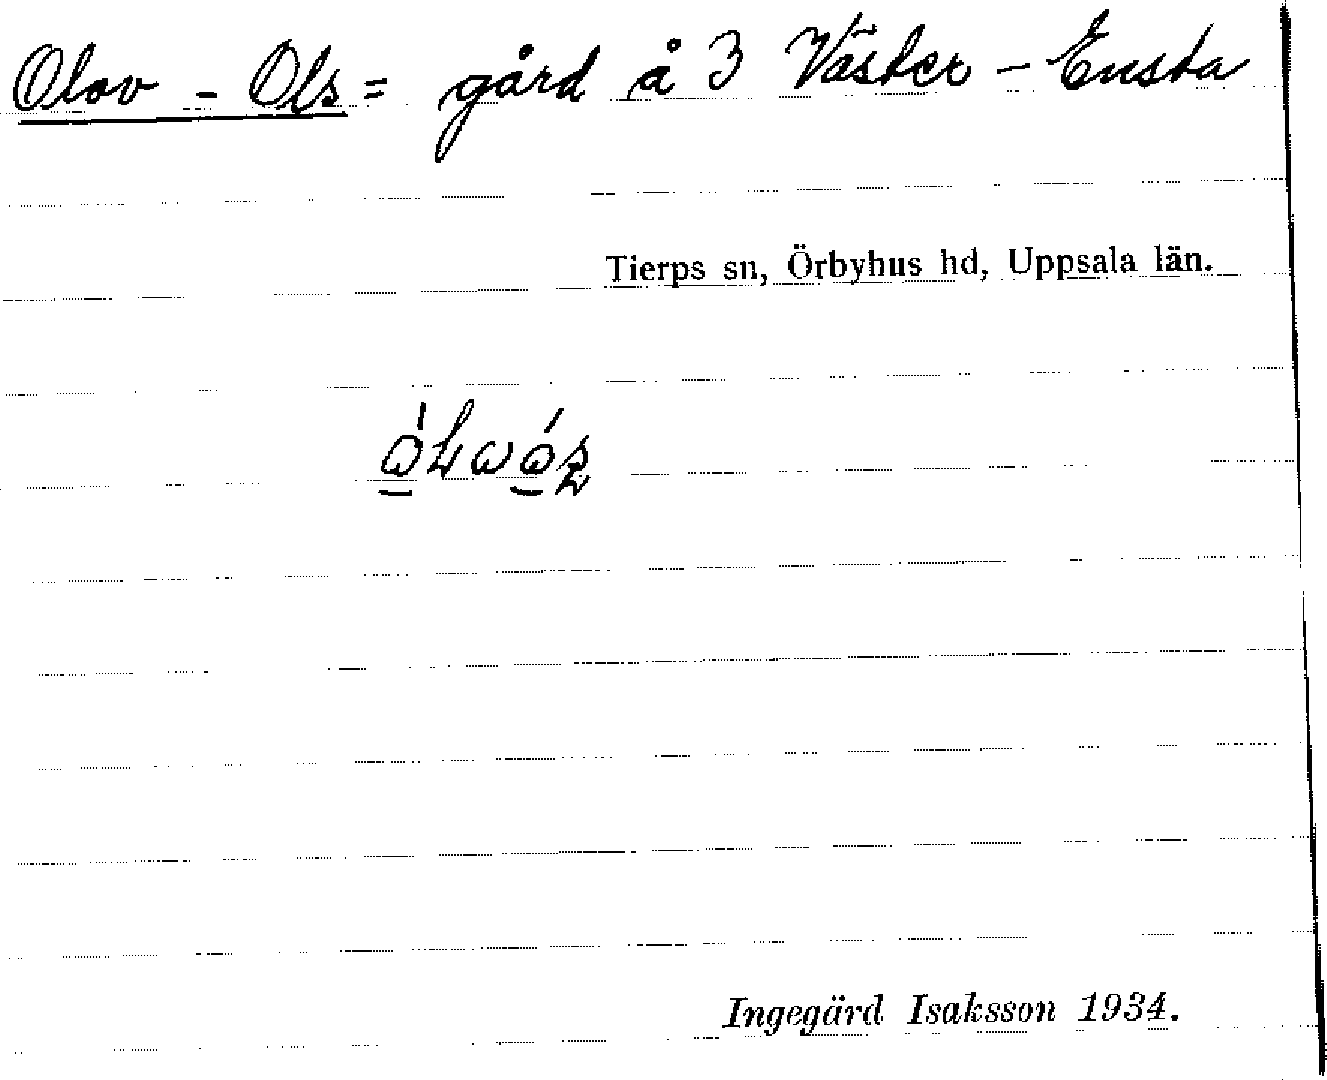 Olov - Ols = gård å 3 Väster - Ensta
Tierps sn, Örbyhus hd, Uppsala län.
Ingegärd Isaksson 1934.